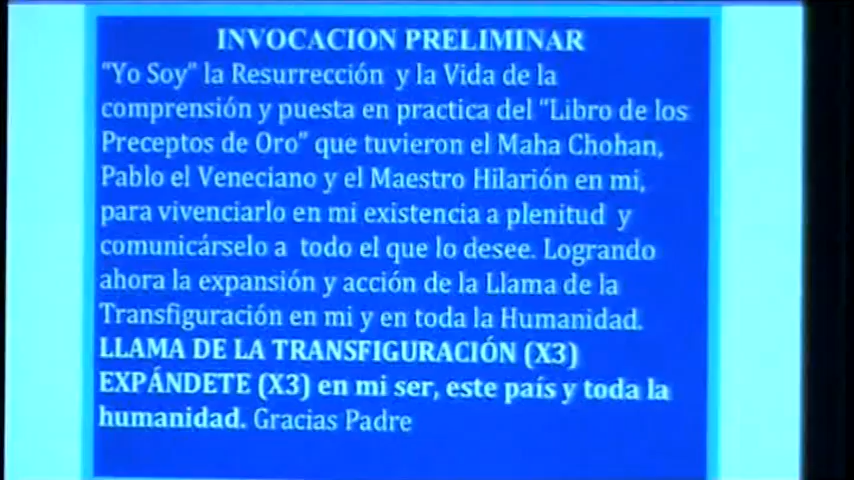 INVOCACION PRELIMINAR
"Yo Soy" la Resurrección y la Vida de la
comprensión y puesta en practica del "Libro de los
Preceptos de Oro" que tuvieron el Maha Chohan,
Pablo el Veneciano y el Maestro Hilarión en mi,
para vivenciarlo en mi existencia a plenitud y
comunicárselo a todo el que lo desee. Logrando
ahora la expansión y acción de la Llama de la
Transfiguración en mi y en toda la Humanidad.
LLAMA DE LA TRANSFIGURACIÓN (X3)
EXPÁNDETE (X3) en mi ser, este país y toda la
humanidad. Gracias Padre